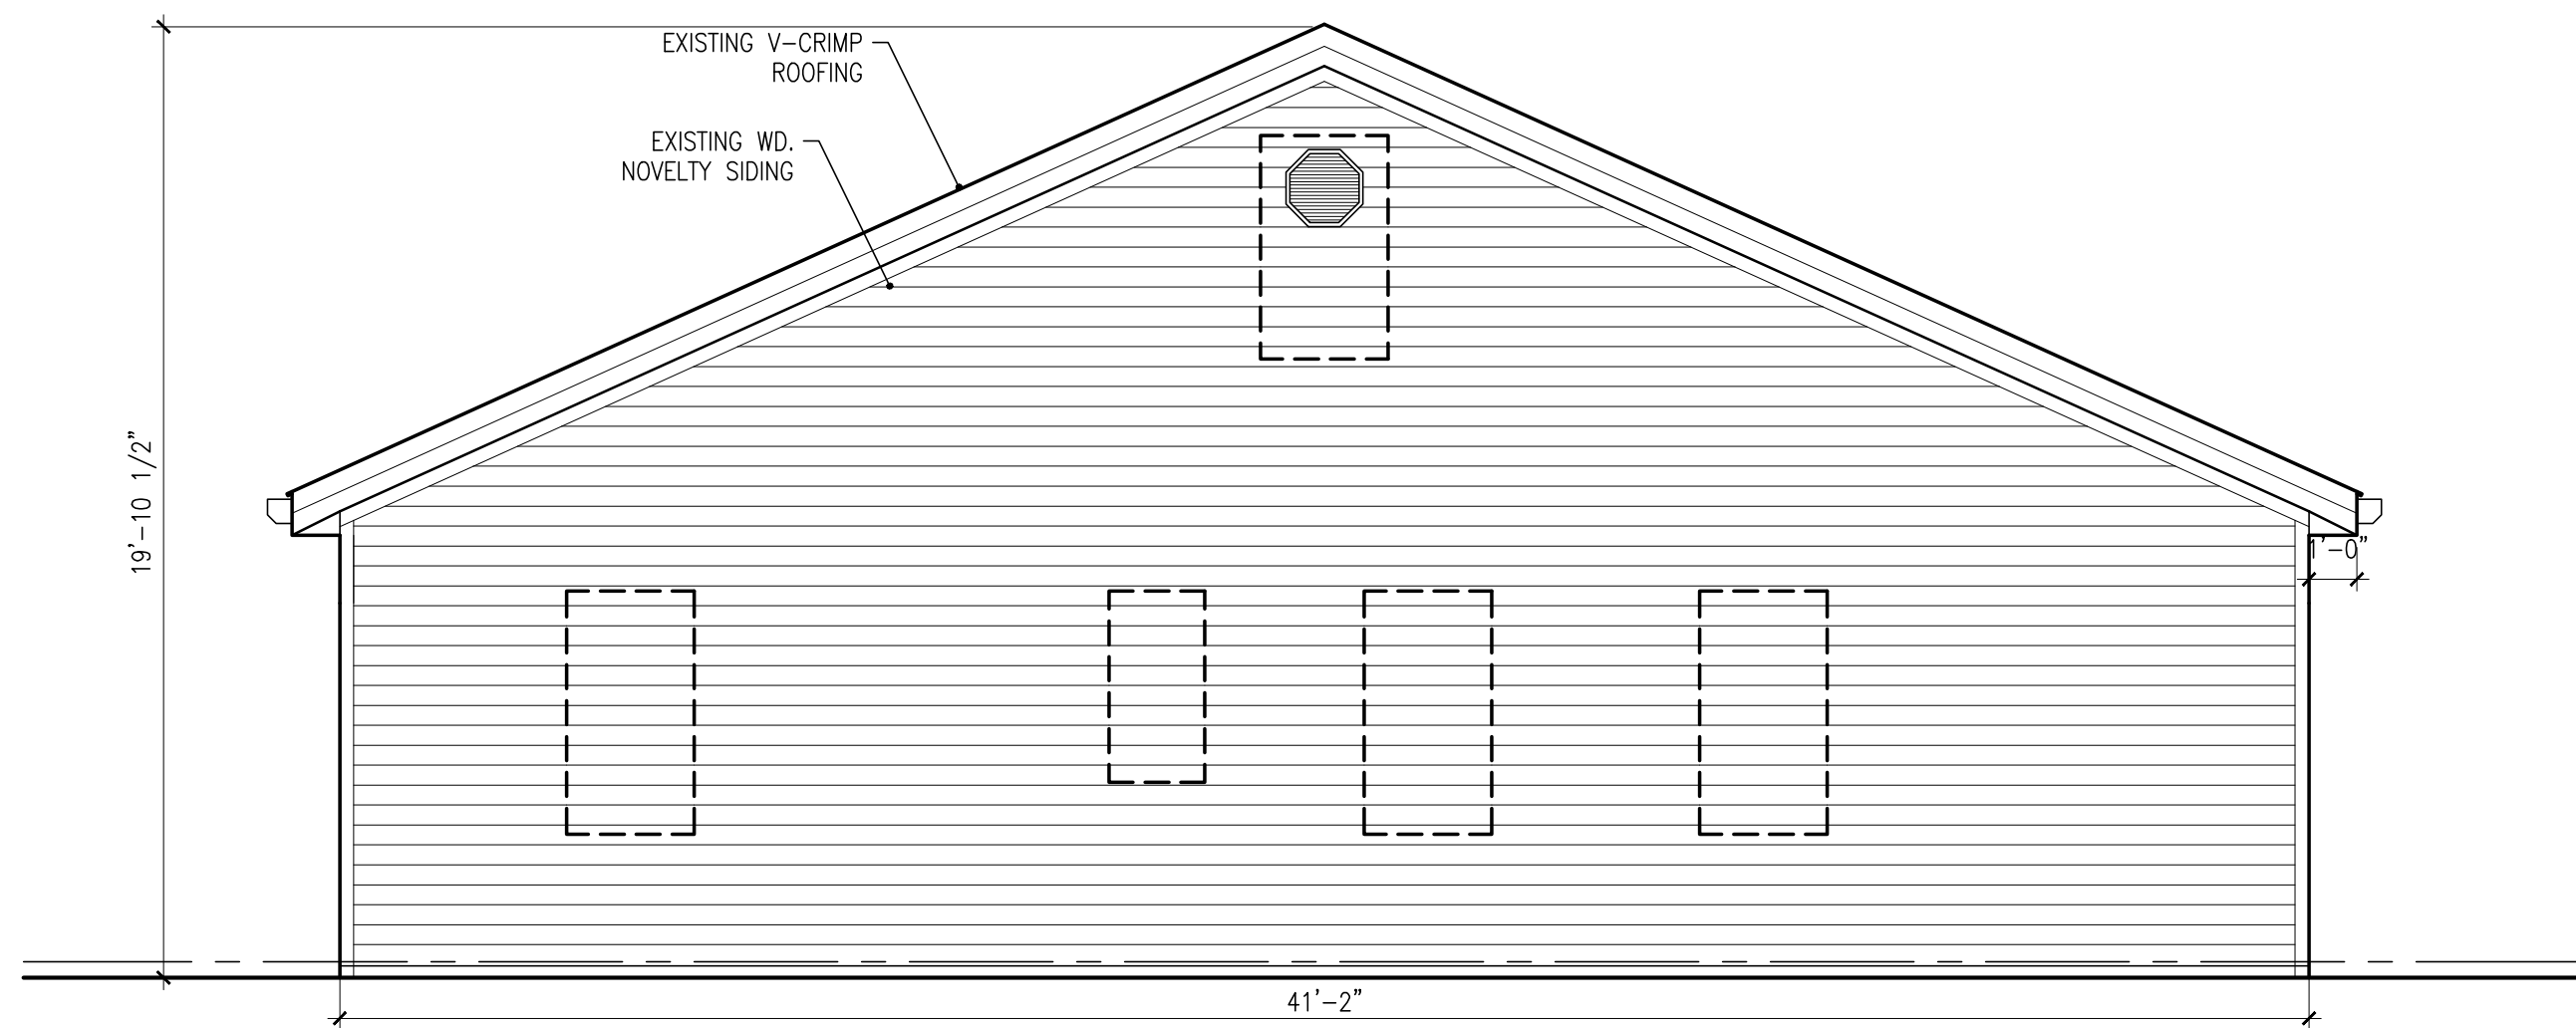 EXISTING V-CRIMP
ROOFING
EXISTING WD.
NOVELTY SIDING
19'-10 1/2"
1'-0"
41'-2"